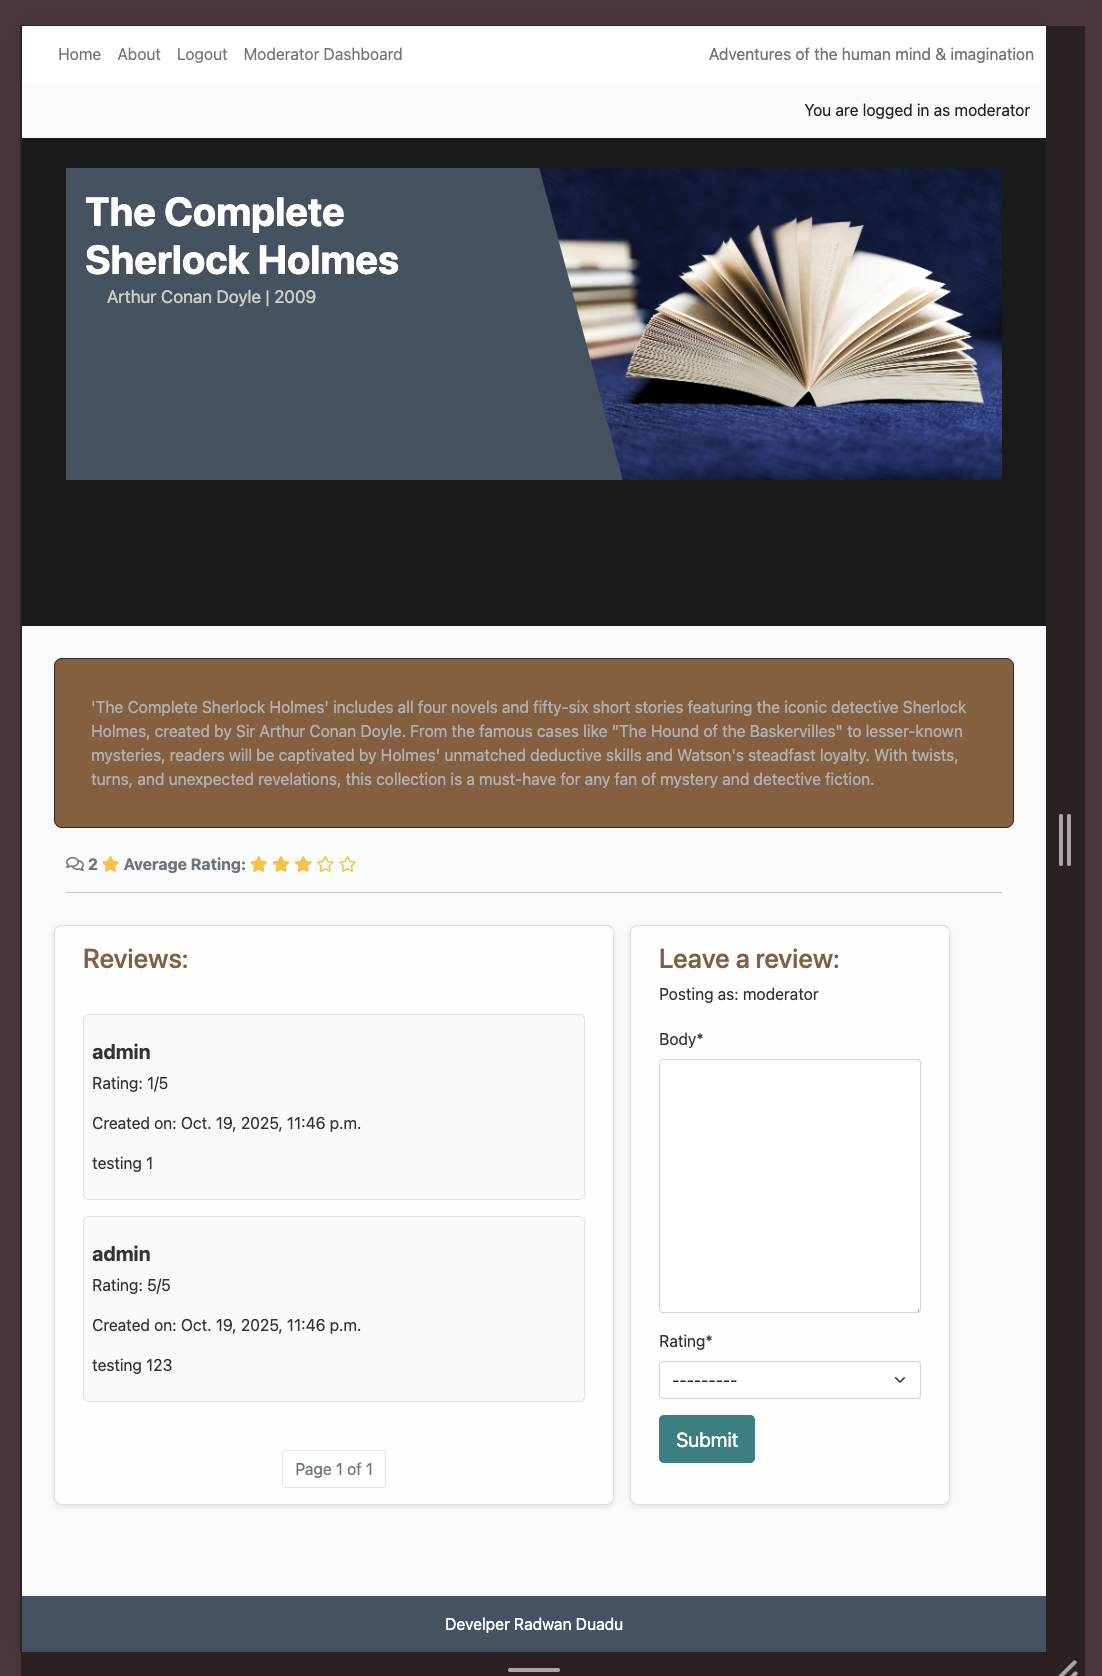 Home About Logout Moderator Dashboard Adventures of the human mind & imagination
You are logged in as moderator
The Complete
Sherlock Holmes
Arthur Conan Doyle | 2009
'The Complete Sherlock Holmes' includes all four novels and fifty-six short stories featuring the iconic detective Sherlock
Holmes, created by Sir Arthur Conan Doyle. From the famous cases like "The Hound of the Baskervilles" to lesser-known
mysteries, readers will be captivated by Holmes' unmatched deductive skills and Watson's steadfast loyalty. With twists,
turns, and unexpected revelations, this collection is a must-have for any fan of mystery and detective fiction.
2 Average Rating:
Reviews:
admin
Rating: 1/5
Created on: Oct. 19, 2025, 11:46 p.m.
testing 1
admin
Rating: 5/5
Created on: Oct. 19, 2025, 11:46 p.m.
testing 123
Page 1 of 1
Leave a review:
Posting as: moderator
Body*
Rating*
---------
Submit
Develper Radwan Duadu